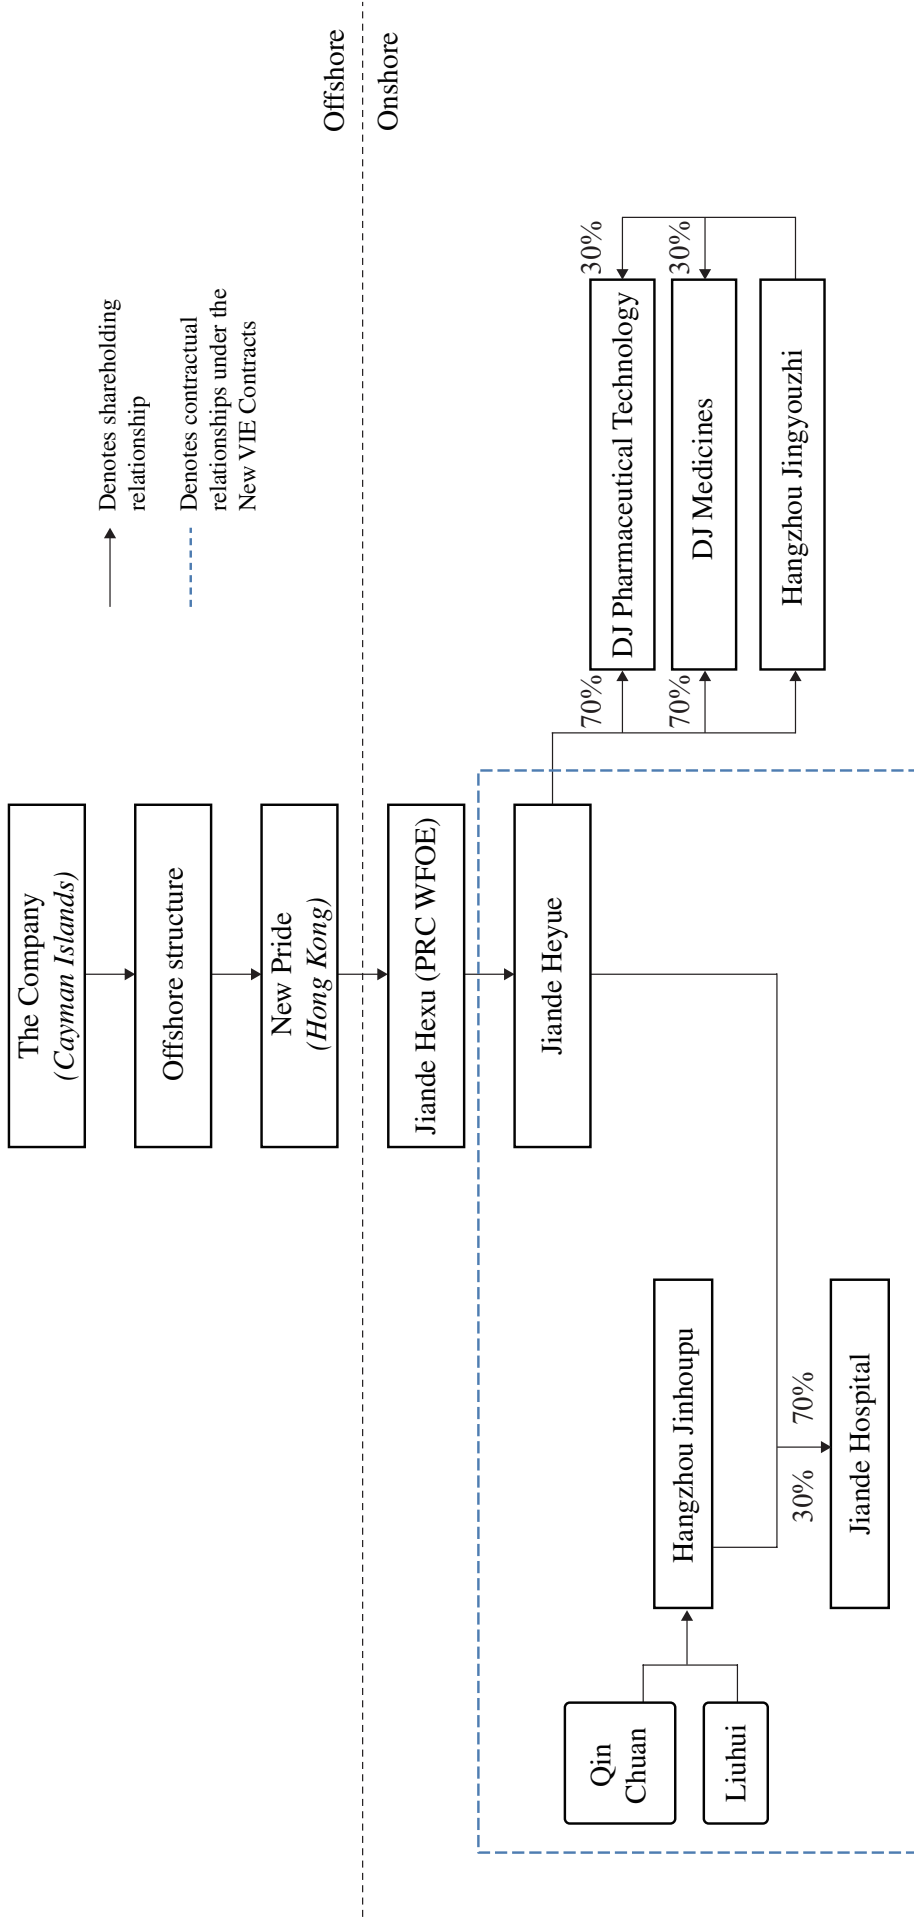 The Company
(Cayman Islands)
Offshore structure
New Pride
(Hong Kong)
Denotes shareholding
relationship
Denotes contractual
relationships under the
New VIE Contracts
Offshore
Onshore
Jiande Hexu (PRC WFOE)
Jiande Heyue
Qin
Chuan
Liuhui
Hangzhou Jinhoupu
30%
70%
Jiande Hospital
70%
DJ Pharmaceutical Technology
30%
70%
DJ Medicines
30%
Hangzhou Jingyouzhi